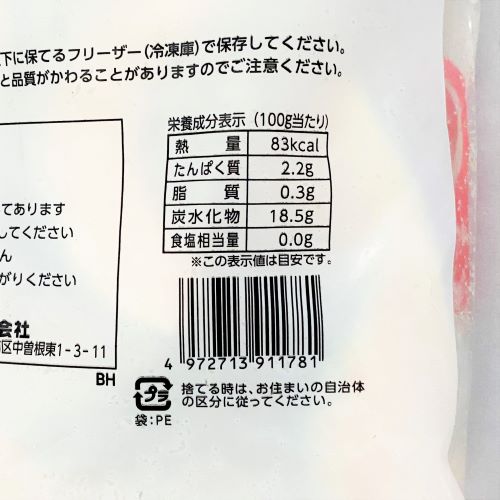 下に保てるフリーザー(冷凍庫)で保存してください。
と品質がかわることがありますのでご注意ください。
栄養成分表示 (100g当たり)
熱 量 83kcal
たんぱく質 2.2g
脂 質 0.3g
炭水化物 18.5g
食塩相当量 0.0g
※この表示値は目安です。
てあります
してください
ん
がりください
会社
区中曽根東1-3-11
BH
4 972713 911781
プラ
袋:PE
捨てる時は、お住まいの自治体
の区分に従ってください。